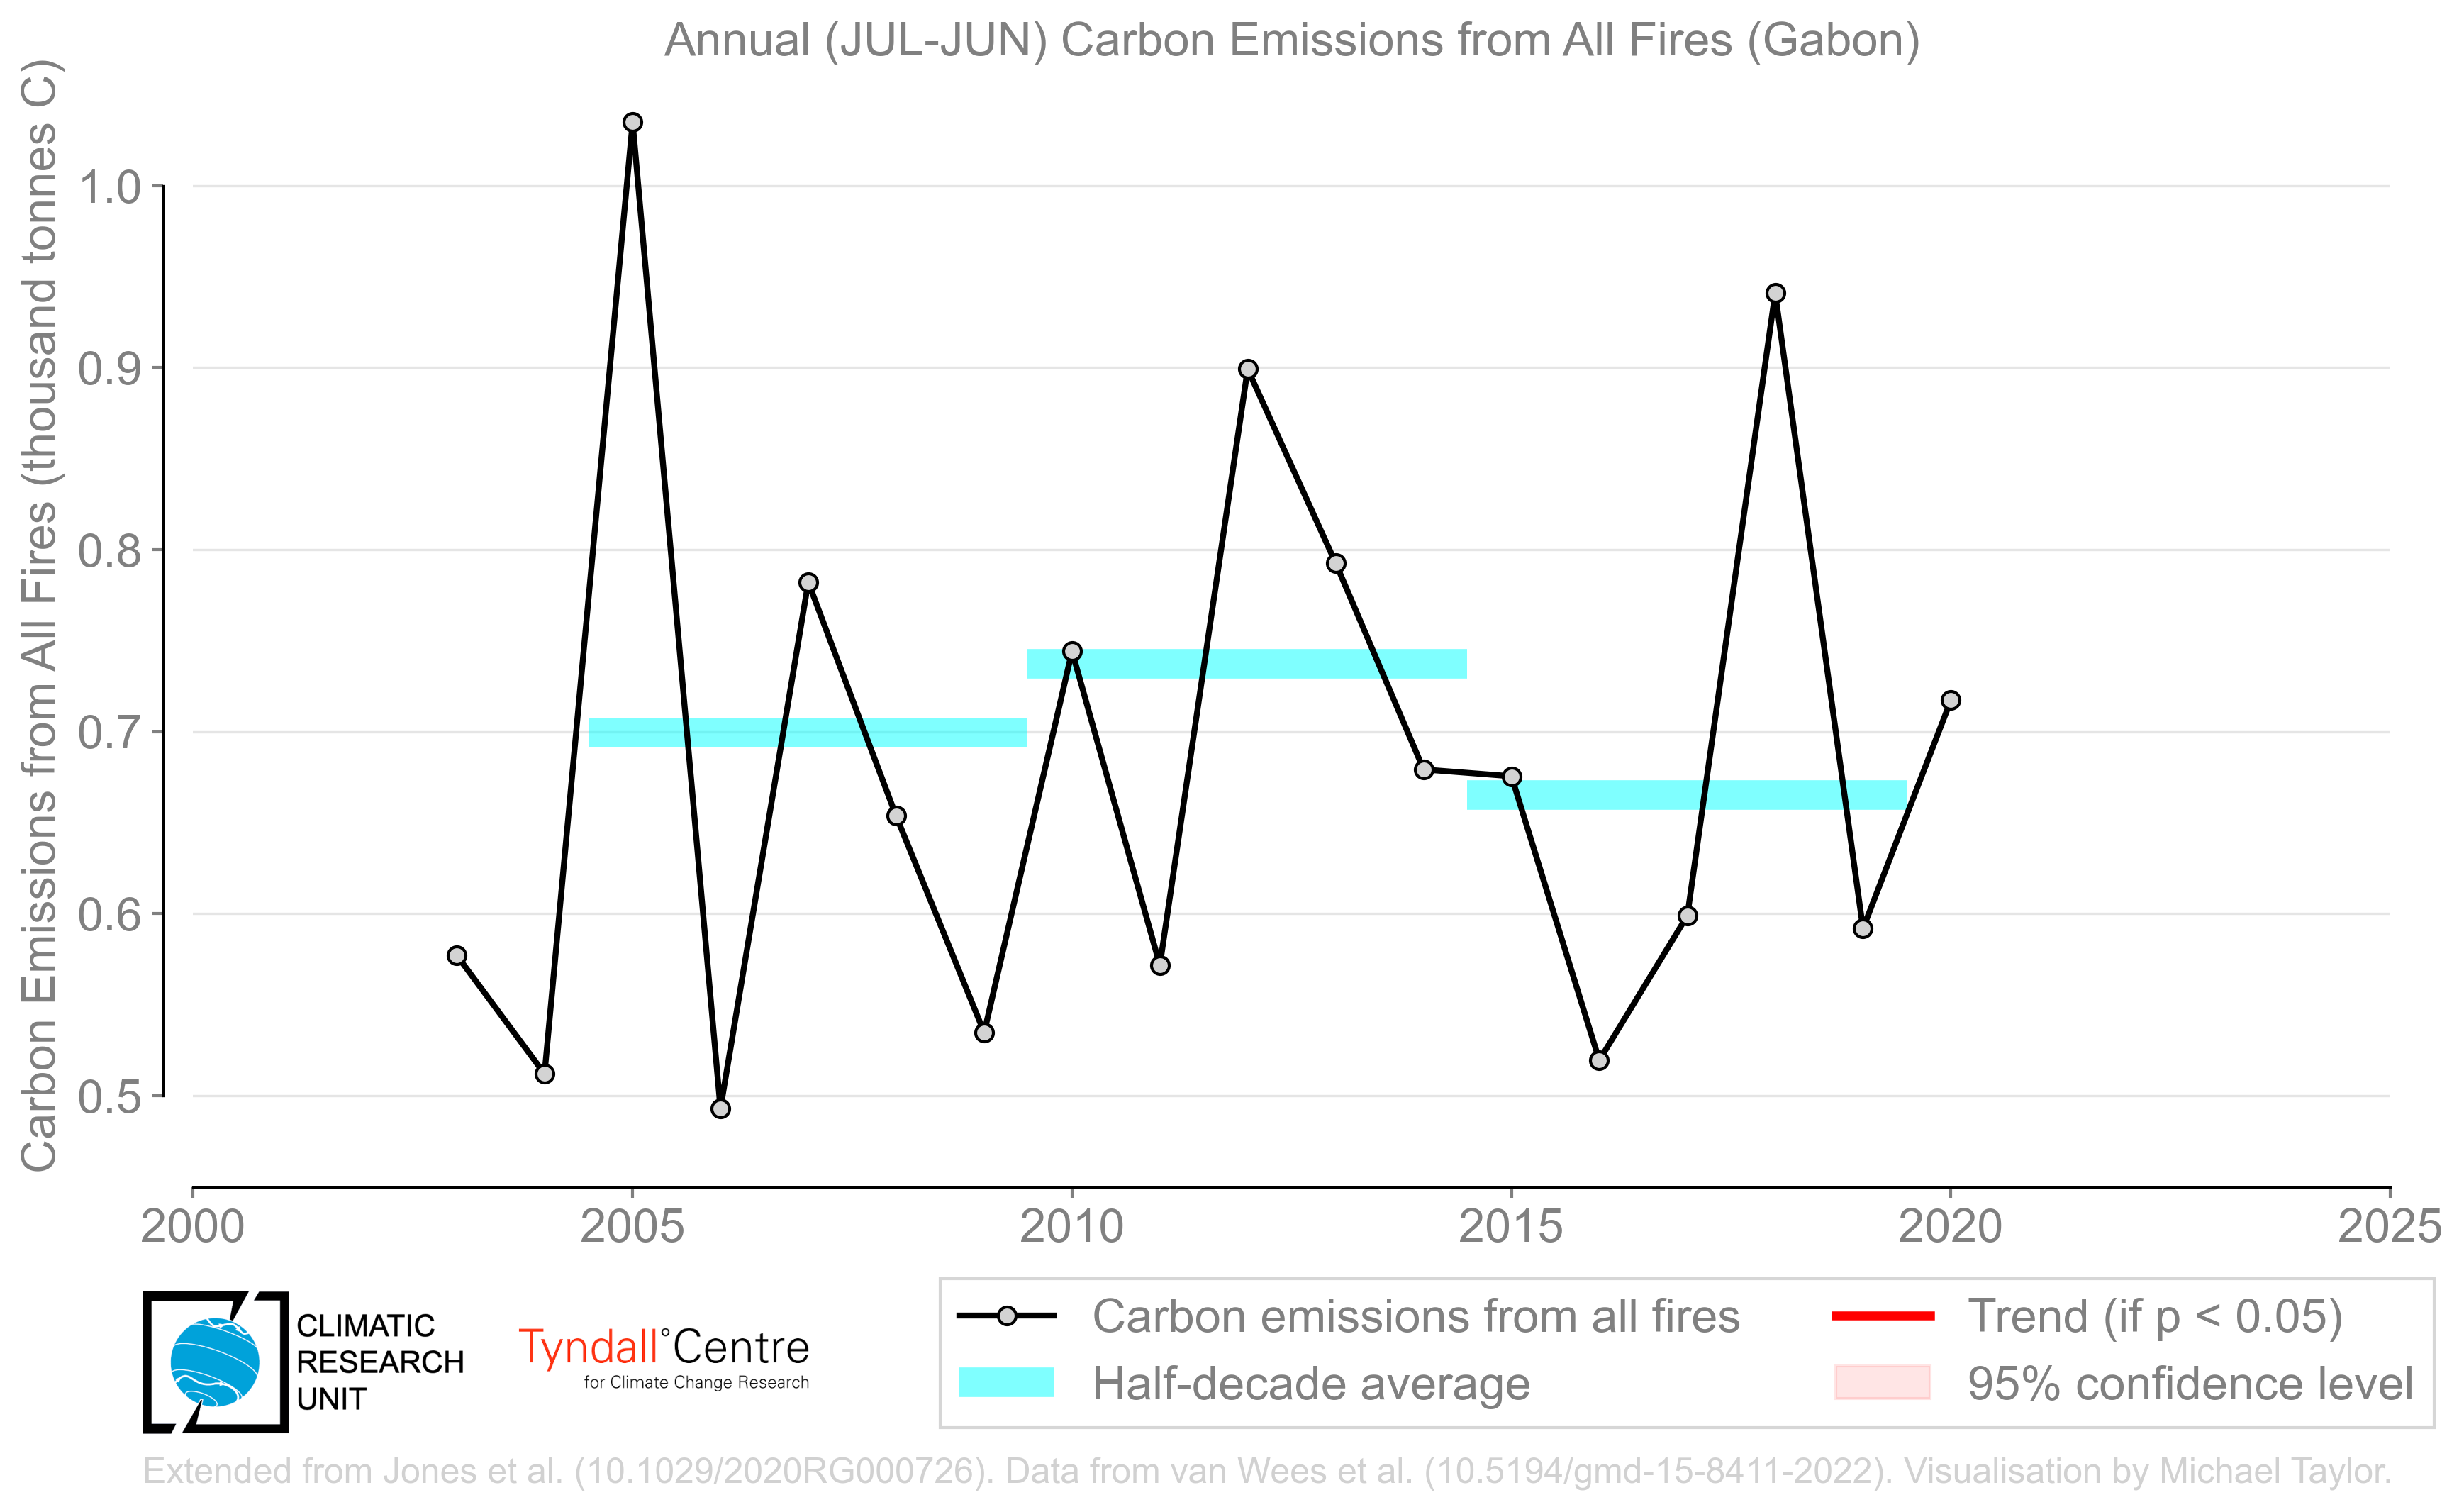 Annual (JUL-JUN) Carbon Emissions from All Fires (Gabon)
Carbon Emissions from All Fires (thousand tonnes C)
1.0
0.9
0.8
0.7
0.6
0.5
2000
2005
2010
2015
2020
2025
CLIMATIC
RESEARCH
UNIT
Tyndall°Centre
for Climate Change Research
Carbon emissions from all fires
Half-decade average
Trend (if p < 0.05)
95% confidence level
Extended from Jones et al. (10.1029/2020RG000726). Data from van Wees et al. (10.5194/gmd-15-8411-2022). Visualisation by Michael Taylor.